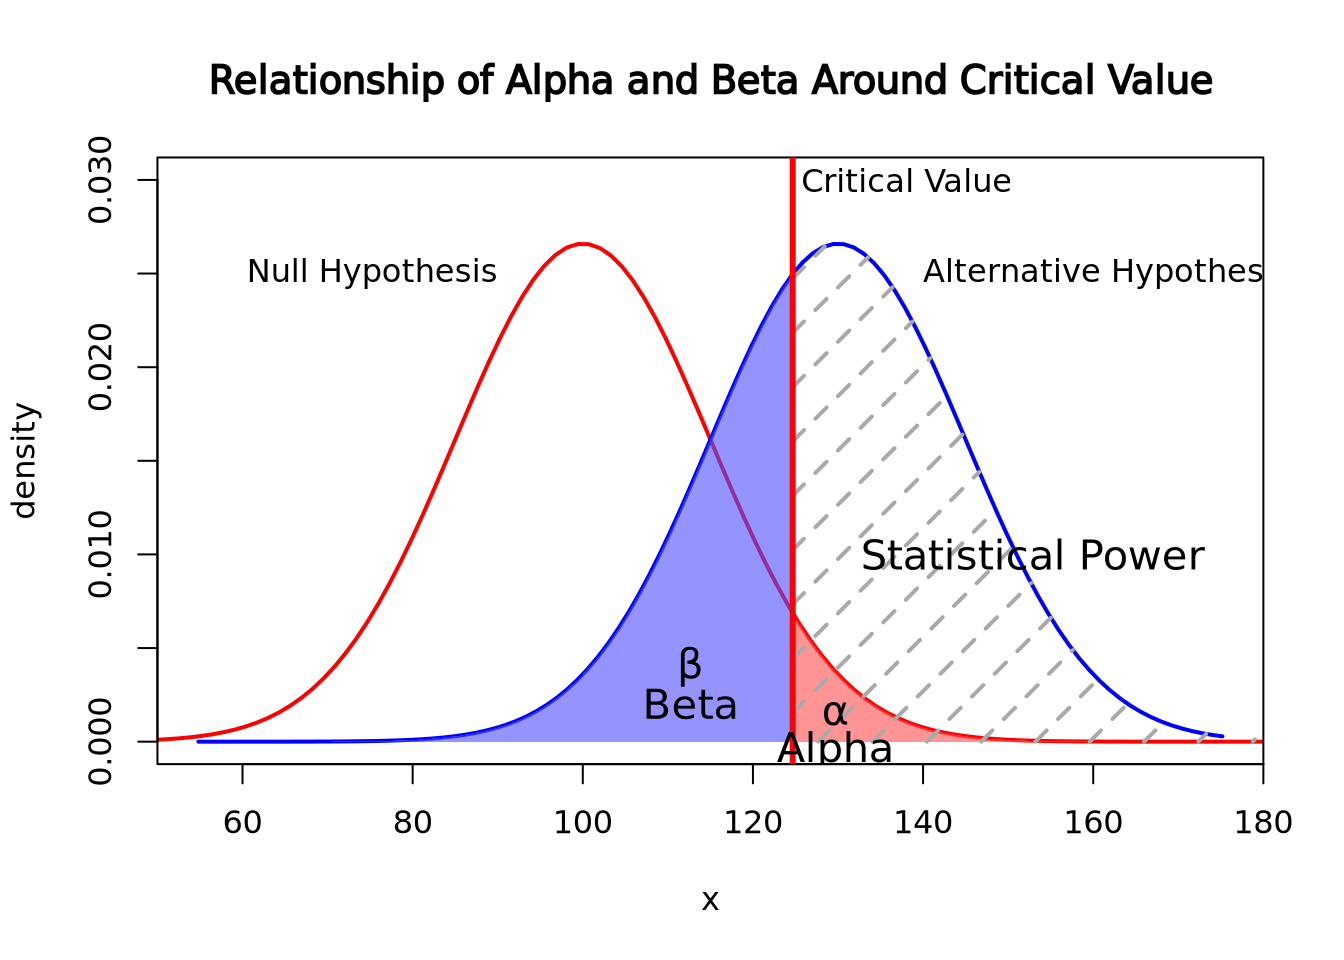 Relationship of Alpha and Beta Around Critical Value
Critical Value
Null Hypothesis
Alternative Hypothes
Statistical Power
β
Beta
α
Alpha
density
0.000
0.010
0.020
0.030
60
80
100
120
140
160
180
x